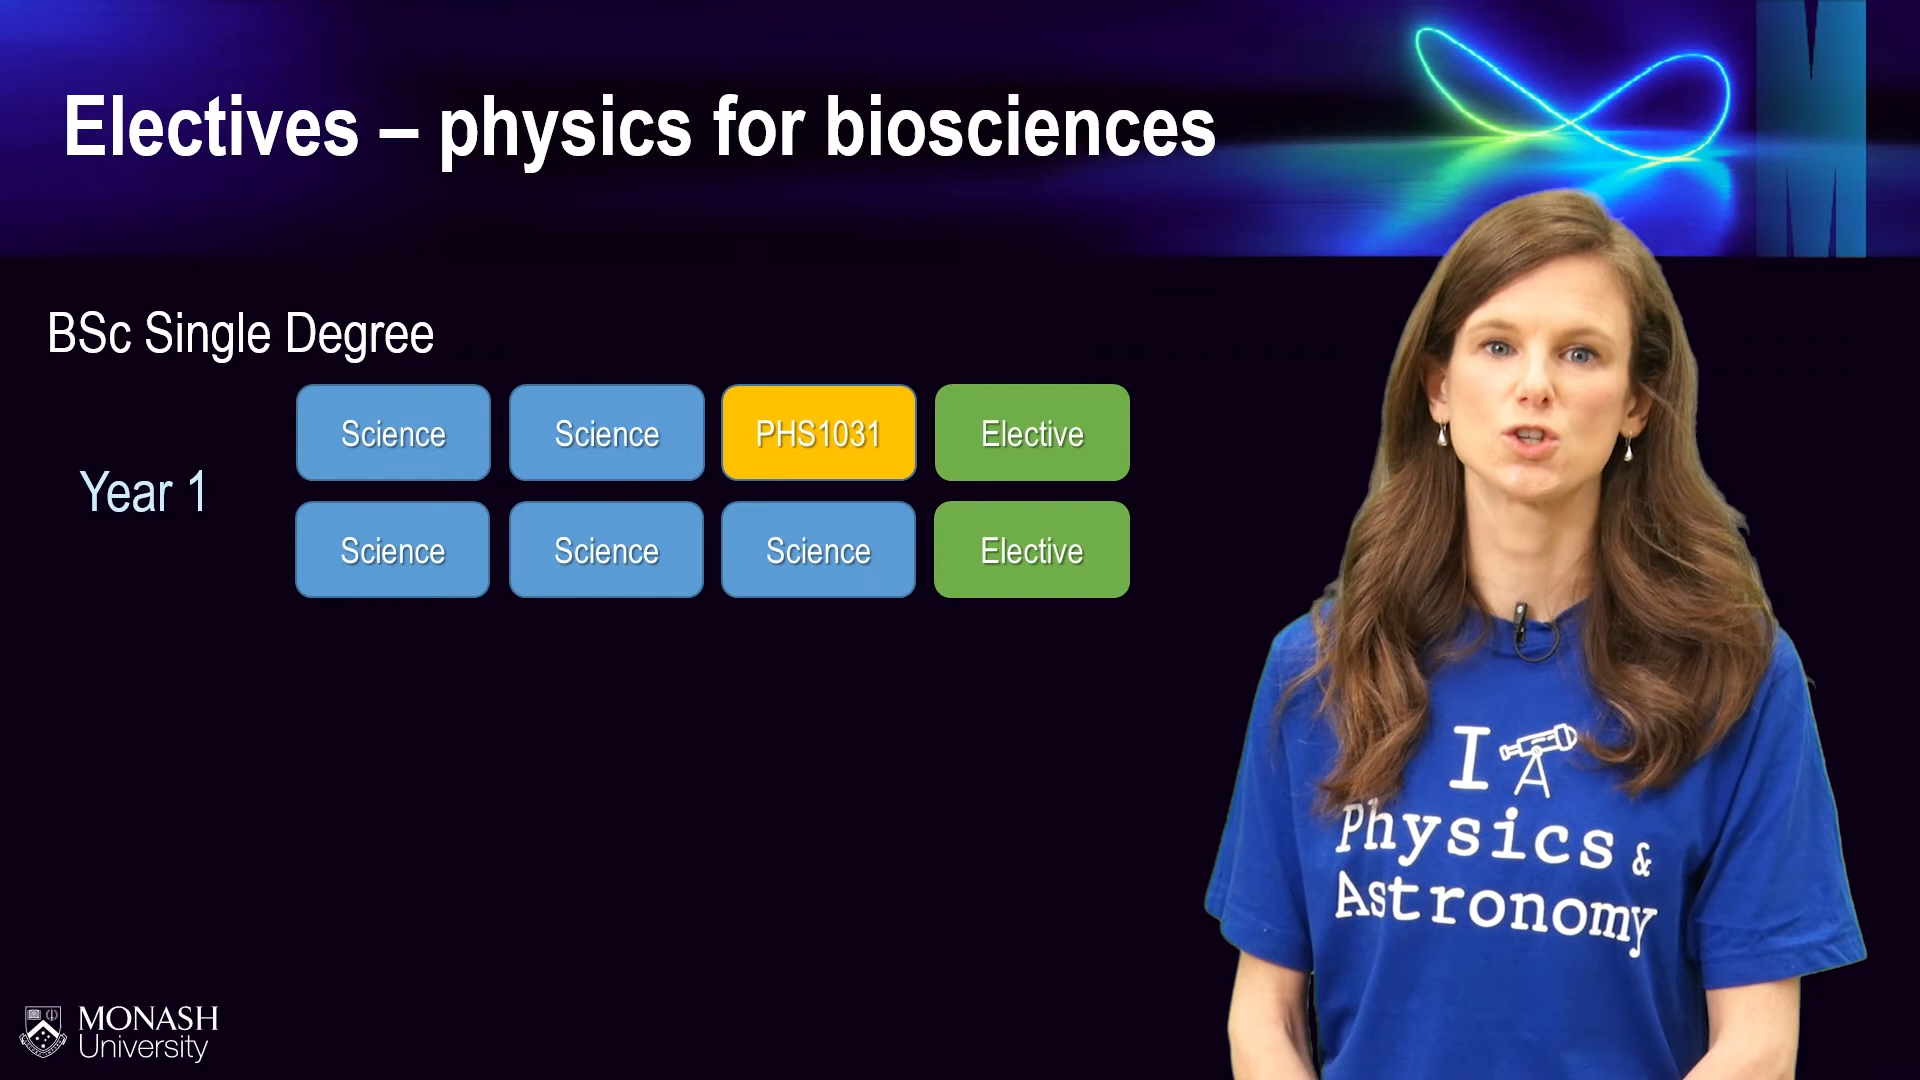 Electives – physics for biosciences
BSc Single Degree
Year 1
Science Science PHS1031 Elective
Science Science Science Elective
I
Physics &
Astronomy
MONASH
University